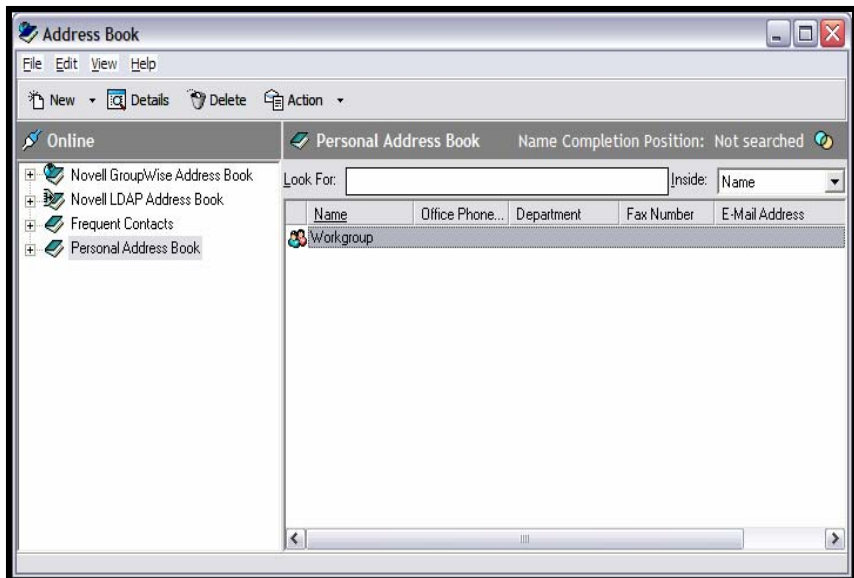 Address Book
File Edit View Help
New Details Delete Action
Online
Personal Address Book Name Completion Position: Not searched
Novell GroupWise Address Book
Novell LDAP Address Book
Frequent Contacts
Personal Address Book
Look For: Inside: Name
Name Office Phone... Department Fax Number E-Mail Address
Workgroup